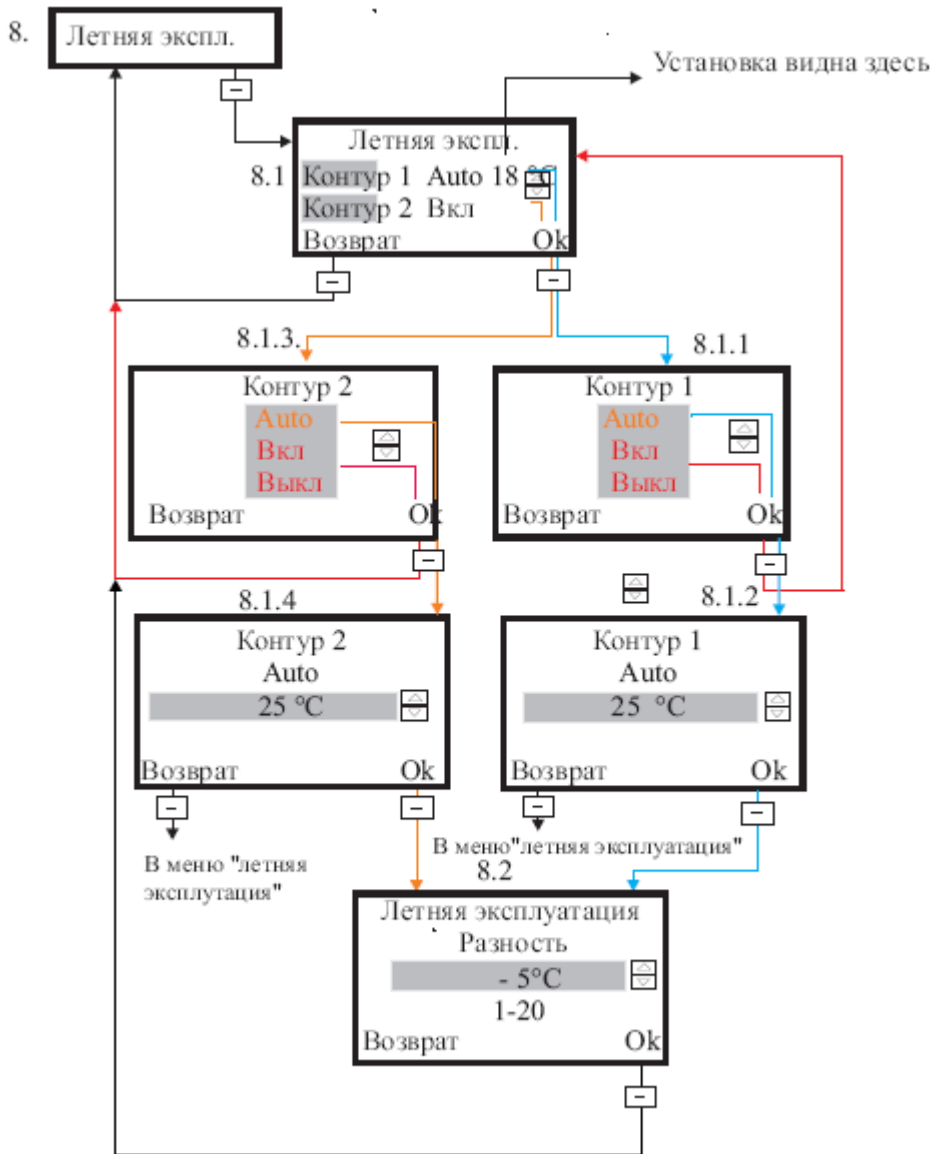 8. Летняя экспл.
Установка видна здесь
Летняя экспл.
8.1 Контур 1 Auto 18 °C
Контур 2 Вкл
Возврат Ok
8.1.3.
Контур 2
Auto
Вкл
Выкл
Возврат Ok
8.1.1
Контур 1
Auto
Вкл
Выкл
Возврат Ok
8.1.4
Контур 2
Auto
25 °C
Возврат Ok
В меню "летняя
эксплутация"
8.1.2
Контур 1
Auto
25 °C
Возврат Ok
В меню"летняя эксплуатация"
8.2
Летняя эксплуатация
Разность
- 5°C
1-20
Возврат Ok